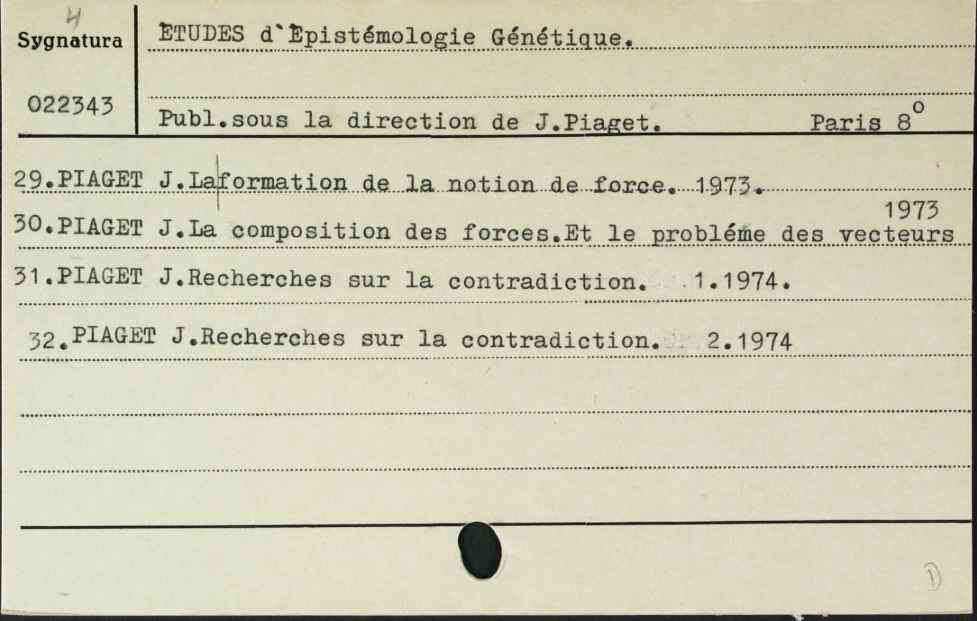 4
Sygnatura
ETUDES d`Epistémologie Génétique.
022343
Publ.sous la direction de J.Piaget. Paris 8o
29.PIAGET J.La|formation de la notion de force. 1973.
1973
30.PIAGET J.La composition des forces.Et le probléme des vecteurs
31.PIAGET J.Recherches sur la contradiction. 1.1974.
32.PIAGET J.Recherches sur la contradiction. 2.1974
D